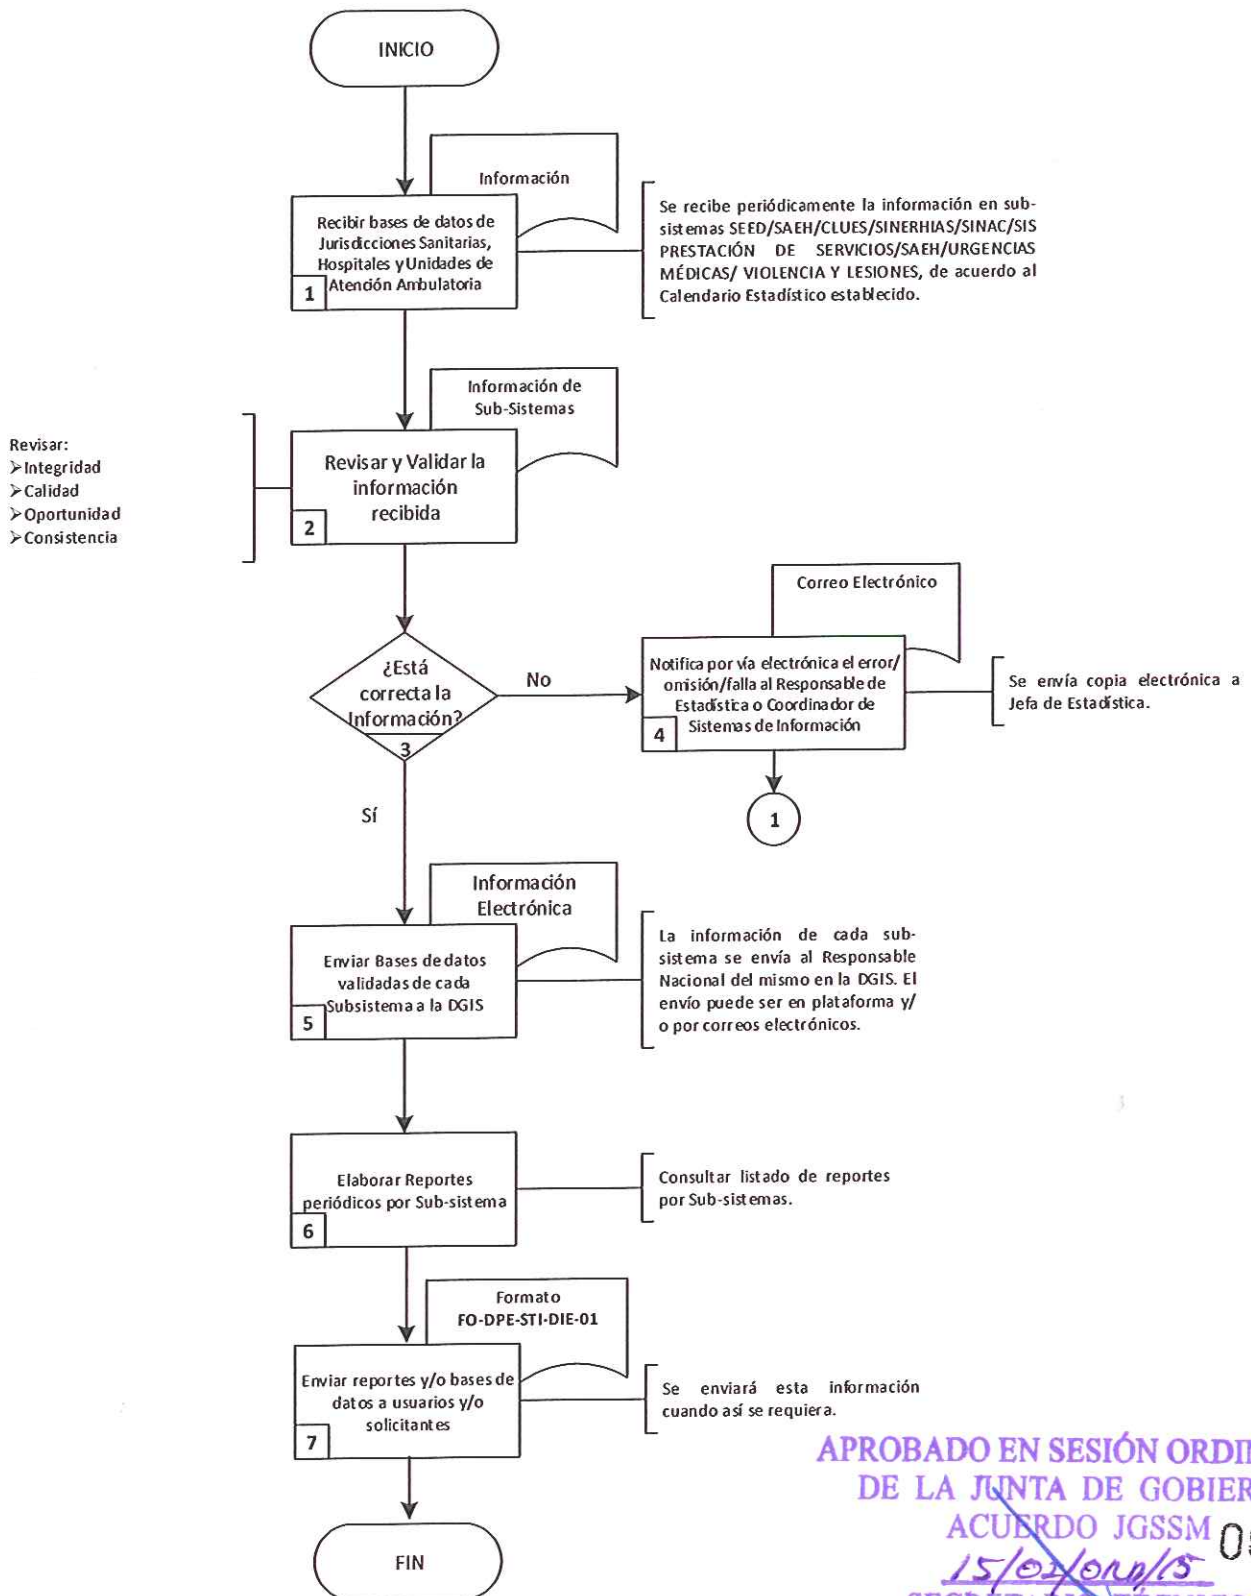 INICIO
Información
Recibir bases de datos de
Jurisdicciones Sanitarias,
Hospitales y Unidades de
Atención Ambulatoria
1
Se recibe periódicamente la información en sub-
sistemas SEED/SAEH/CLUES/SINERHIAS/SINAC/SIS
PRESTACIÓN DE SERVICIOS/SAEH/URGENCIAS
MÉDICAS/ VIOLENCIA Y LESIONES, de acuerdo al
Calendario Estadístico establecido.
Información de
Sub-Sistemas
Revisar y Validar la
información
recibida
2
Revisar:
➢Integridad
➢Calidad
➢Oportunidad
➢Consistencia
¿Está
correcta la
Información?
3
No
Sí
Correo Electrónico
Notifica por vía electrónica el error/
omisión/falla al Responsable de
Estadística o Coordinador de
Sistemas de Información
4
Se envía copia electrónica a
Jefa de Estadística.
1
Información
Electrónica
Enviar Bases de datos
validadas de cada
Subsistema a la DGIS
5
La información de cada sub-
sistema se envía al Responsable
Nacional del mismo en la DGIS. El
envío puede ser en plataforma y/
o por correos electrónicos.
Elaborar Reportes
periódicos por Sub-sistema
6
Consultar listado de reportes
por Sub-sistemas.
Formato
FO-DPE-STI-DIE-01
Enviar reportes y/o bases de
datos a usuarios y/o
solicitantes
7
Se enviará esta información
cuando así se requiera.
FIN
APROBADO EN SESIÓN
DE LA JUNTA DE
ACUERDO JGSSM